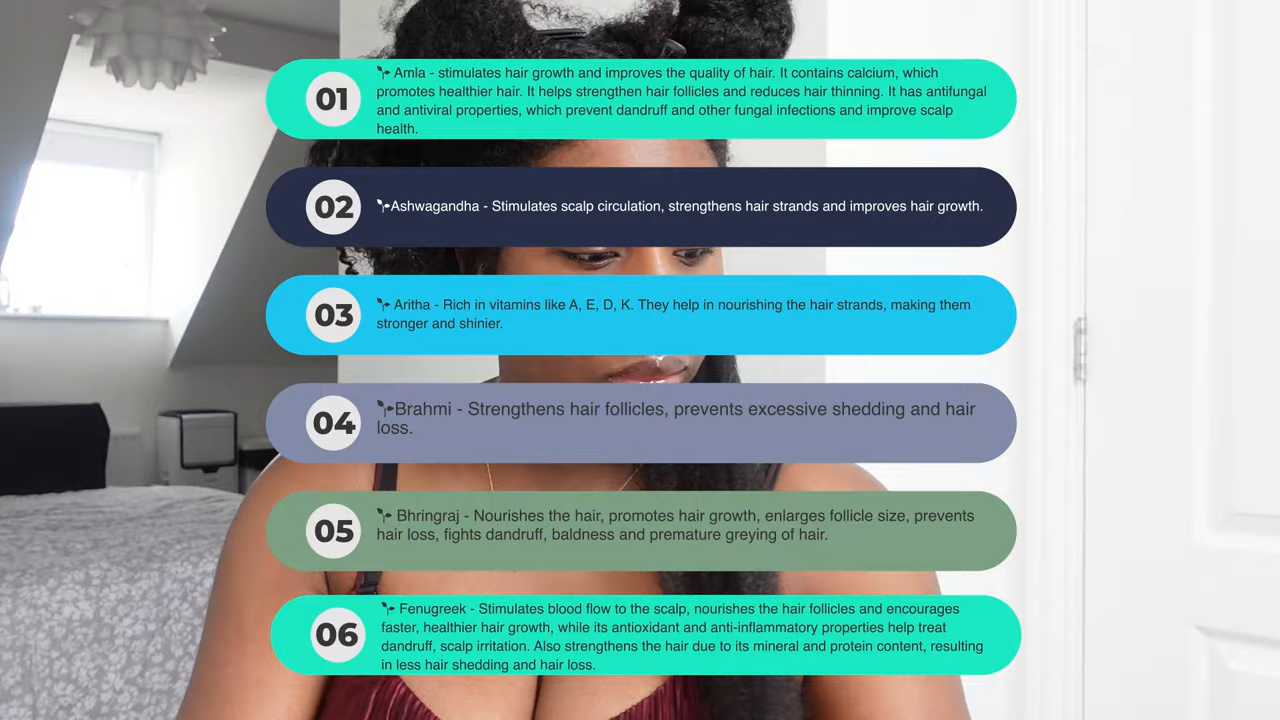 01
Amla - stimulates hair growth and improves the quality of hair. It contains calcium, which
promotes healthier hair. It helps strengthen hair follicles and reduces hair thinning. It has antifungal
and antiviral properties, which prevent dandruff and other fungal infections and improve scalp
health.
02
Ashwagandha - Stimulates scalp circulation, strengthens hair strands and improves hair growth.
03
Aritha - Rich in vitamins like A, E, D, K. They help in nourishing the hair strands, making them
stronger and shinier.
04
Brahmi - Strengthens hair follicles, prevents excessive shedding and hair
loss.
05
Bhringraj - Nourishes the hair, promotes hair growth, enlarges follicle size, prevents
hair loss, fights dandruff, baldness and premature greying of hair.
06
Fenugreek - Stimulates blood flow to the scalp, nourishes the hair follicles and encourages
faster, healthier hair growth, while its antioxidant and anti-inflammatory properties help treat
dandruff, scalp irritation. Also strengthens the hair due to its mineral and protein content, resulting
in less hair shedding and hair loss.